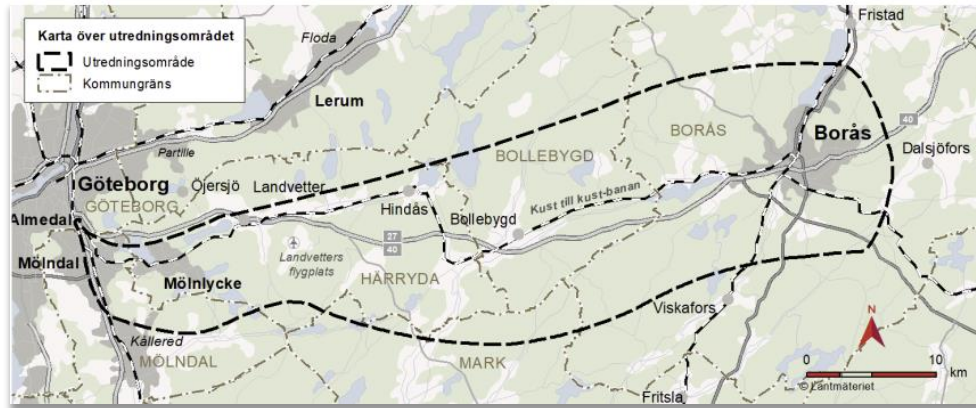 Karta över utredningsområdet
Utredningsområde
Kommungräns
Fristad
Floda
Lerum
Partille
Göteborg
GÖTEBORG
Öjersjö
Landvetter
Almedal
Mölndal
Mölnlycke
Kållered
MÖLNDAL
Landvetters
flygplats
Hindås
27
40
HÄRRYDA
Bollebygd
BOLLEBYGD
Kust till kust-banan
BORÅS
Borås
40
Dalsjöfors
Viskafors
MARK
Fritsla
N
0 10
km
© Lantmäteriet